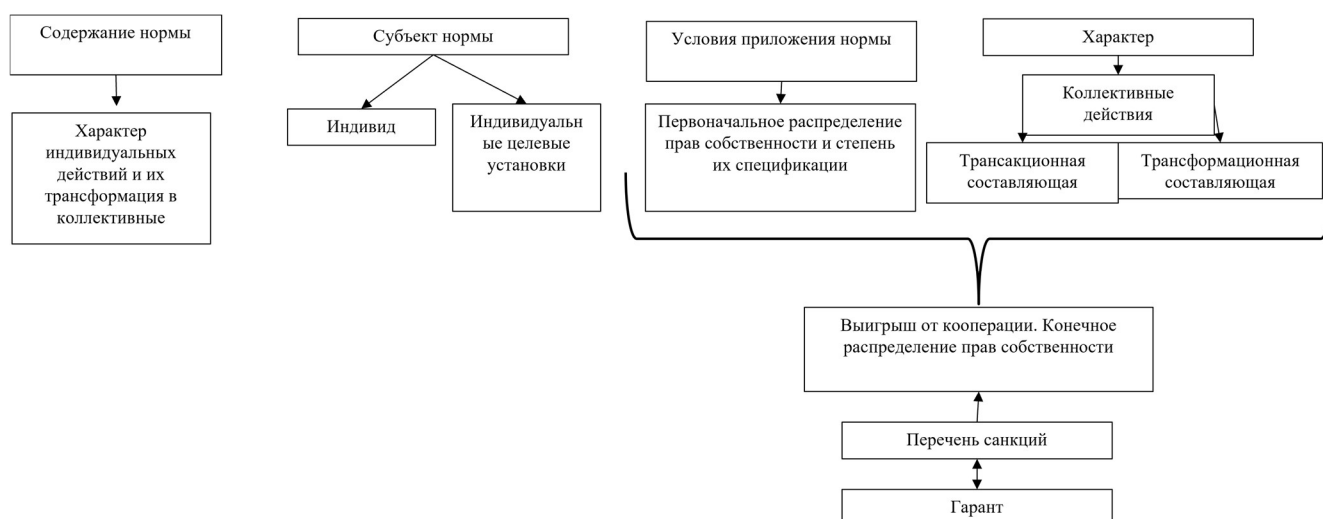 Содержание нормы
Субъект нормы
Условия приложения нормы
Характер
Характер
индивидуальных
действий и их
трансформация в
коллективные
Индивид
Индивидуальн
ые целевые
установки
Первоначальное распределение
прав собственности и степень
их спецификации
Коллективные
действия
Трансакционная
составляющая
Трансформационная
составляющая
Выигрыш от кооперации. Конечное
распределение прав собственности
Перечень санкций
Гарант